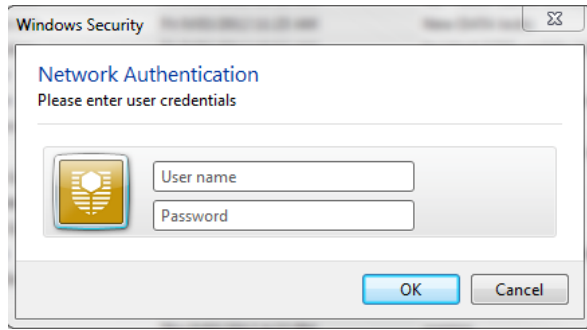 Windows Security
Network Authentication
Please enter user credentials
User name
Password
OK
Cancel